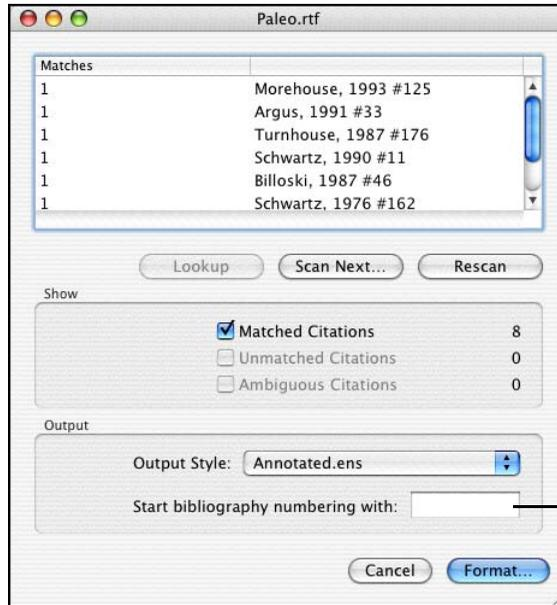 Paleo.rtf
Matches
1 Morehouse, 1993 #125
1 Argus, 1991 #33
1 Turnhouse, 1987 #176
1 Schwartz, 1990 #11
1 Billoski, 1987 #46
1 Schwartz, 1976 #162
Lookup Scan Next... Rescan
Show
Matched Citations 8
Unmatched Citations 0
Ambiguous Citations 0
Output
Output Style: Annotated.ens
Start bibliography numbering with:
Cancel Format...